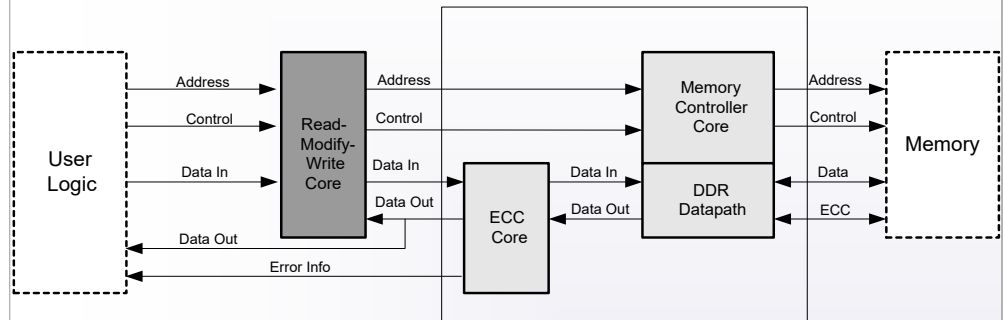 User
Logic
Address
Control
Data In
Data Out
Error Info
Read-
Modify-
Write
Core
Address
Control
Data In
Data Out
ECC
Core
Data In
Data Out
Memory
Controller
Core
DDR
Datapath
Address
Control
Data
ECC
Memory